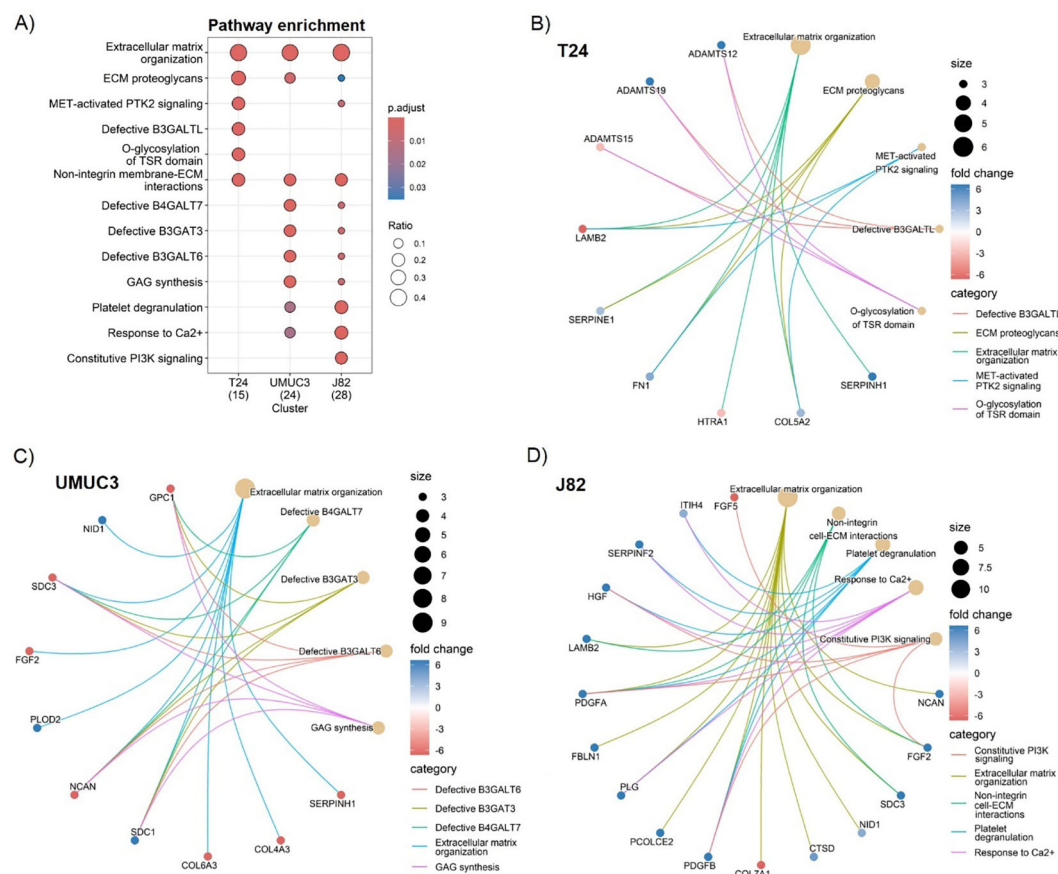 A)
Pathway enrichment
Extracellular matrix
organization
ECM proteoglycans
MET-activated PTK2 signaling
Defective B3GALTL
O-glycosylation
of TSR domain
Non-integrin membrane-ECM
interactions
Defective B4GALT7
Defective B3GAT3
Defective B3GALT6
GAG synthesis
Platelet degranulation
Response to Ca2+
Constitutive PI3K signaling
T24
(15)
UMUC3
(24)
J82
(28)
Cluster
p.adjust
0.01
0.02
0.03
Ratio
0.1
0.2
0.3
0.4
B)
T24
Extracellular matrix organization
ADAMTS12
ADAMTS19
ECM proteoglycans
ADAMTS15
MET-activated
PTK2 signaling
LAMB2
Defective B3GALTL
SERPINE1
O-glycosylation
of TSR domain
FN1
SERPINH1
HTRA1
COL5A2
size
3
4
5
6
fold change
6
3
0
-3
-6
category
Defective B3GALTL
ECM proteoglycans
Extracellular matrix
organization
MET-activated
PTK2 signaling
O-glycosylation
of TSR domain
C)
UMUC3
GPC1
Extracellular matrix organization
NID1
Defective B4GALT7
SDC3
Defective B3GAT3
FGF2
Defective B3GALT6
PLOD2
GAG synthesis
NCAN
SERPINH1
SDC1
COL4A3
COL6A3
size
3
4
5
6
7
8
9
fold change
6
3
0
-3
-6
category
Defective B3GALT6
Defective B3GAT3
Defective B4GALT7
Extracellular matrix
organization
GAG synthesis
D)
J82
Extracellular matrix organization
ITIH4
FGF5
Non-integrin
cell-ECM interactions
SERPINF2
Platelet degranulation
HGF
Response to Ca2+
LAMB2
Constitutive PI3K signaling
PDGFA
NCAN
FBLN1
FGF2
PLG
SDC3
PCOLCE2
NID1
PDGFB
CTSD
COL7A1
size
5
7.5
10
fold change
6
3
0
-3
-6
category
Constitutive PI3K
signaling
Extracellular matrix
organization
Non-integrin
cell-ECM
interactions
Platelet
degranulation
Response to Ca2+